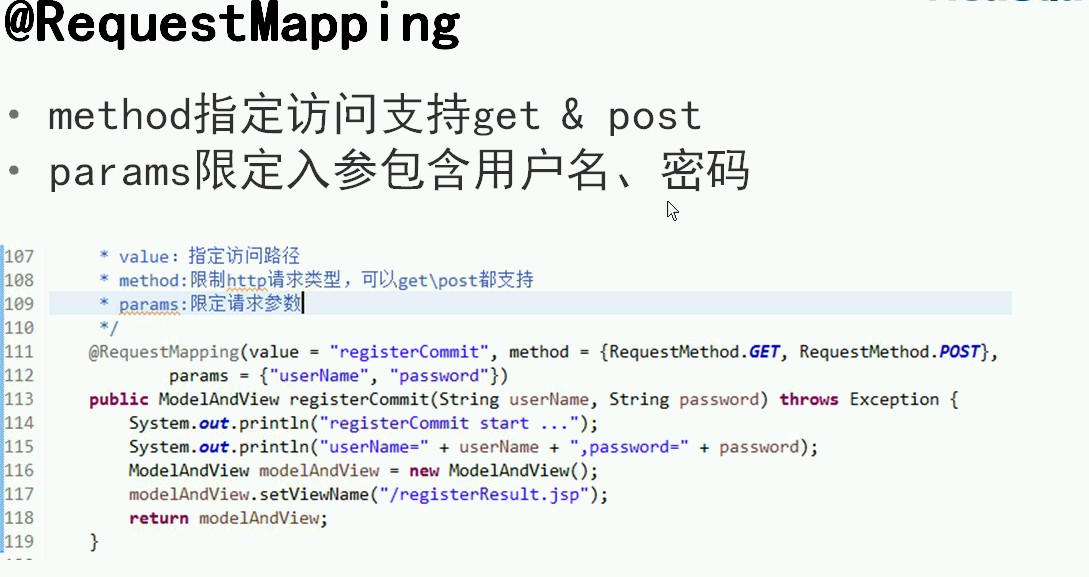 @RequestMapping
• method指定访问支持get & post
• params限定入参包含用户名、密码
107 * value: 指定访问路径
108 * method:限制http请求类型，可以get\post都支持
109 * params:限定请求参数
110 */
111 @RequestMapping(value = "registerCommit", method = {RequestMethod.GET, RequestMethod.POST},
112 params = {"userName", "password"})
113 public ModelAndView registerCommit(String userName, String password) throws Exception {
114 System.out.println("registerCommit start ...");
115 System.out.println("userName=" + userName + ",password=" + password);
116 ModelAndView modelAndView = new ModelAndView();
117 modelAndView.setViewName("/registerResult.jsp");
118 return modelAndView;
119 }